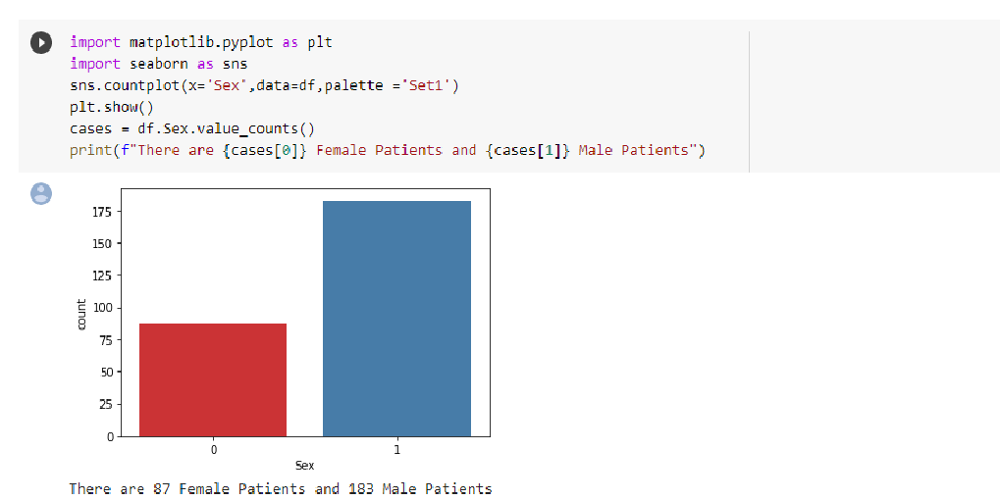 import matplotlib.pyplot as plt
import seaborn as sns
sns.countplot(x='Sex',data=df,palette ='Set1')
plt.show()
cases = df.Sex.value_counts()
print(f"There are {cases[0]} Female Patients and {cases[1]} Male Patients")
175
150
125
100
75
50
25
0
count
0 1
Sex
There are 87 Female Patients and 183 Male Patients